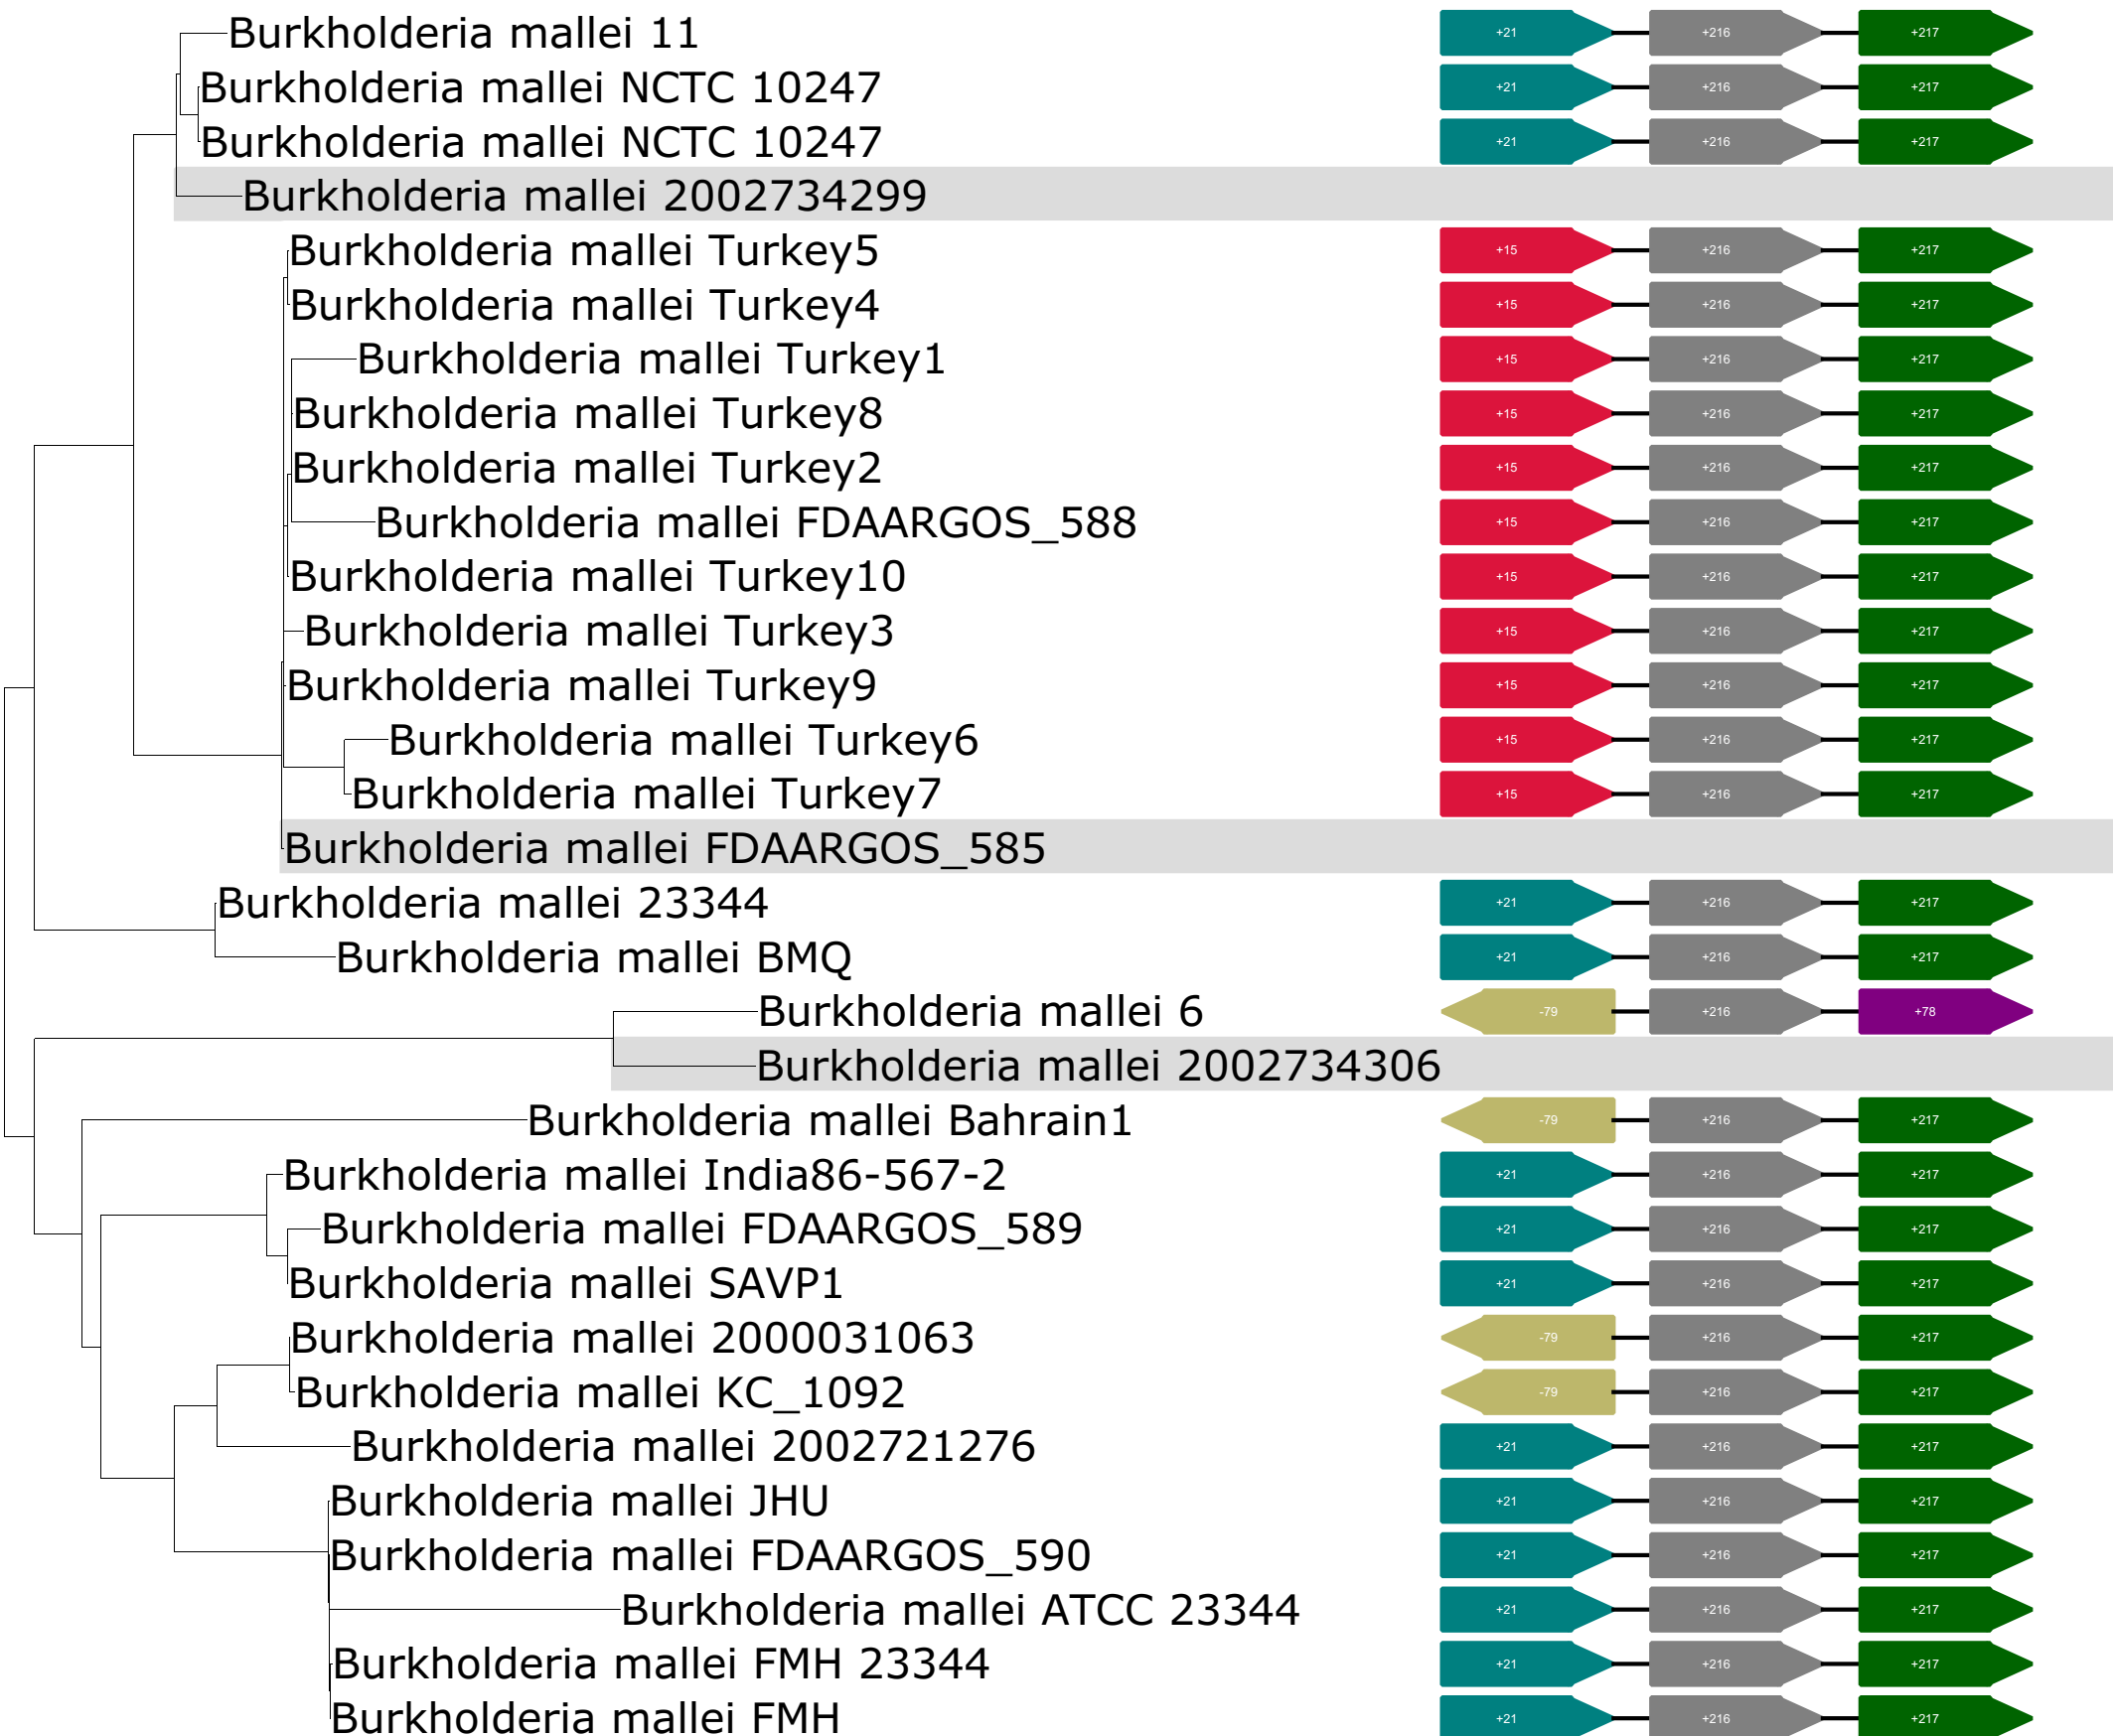 Burkholderia mallei 11 +21 +216 +217
Burkholderia mallei NCTC 10247 +21 +216 +217
Burkholderia mallei NCTC 10247 +21 +216 +217
Burkholderia mallei 2002734299
Burkholderia mallei Turkey5 +15 +216 +217
Burkholderia mallei Turkey4 +15 +216 +217
Burkholderia mallei Turkey1 +15 +216 +217
Burkholderia mallei Turkey8 +15 +216 +217
Burkholderia mallei Turkey2 +15 +216 +217
Burkholderia mallei FDAARGOS_588 +15 +216 +217
Burkholderia mallei Turkey10 +15 +216 +217
Burkholderia mallei Turkey3 +15 +216 +217
Burkholderia mallei Turkey9 +15 +216 +217
Burkholderia mallei Turkey6 +15 +216 +217
Burkholderia mallei Turkey7 +15 +216 +217
Burkholderia mallei FDAARGOS_585
Burkholderia mallei 23344 +21 +216 +217
Burkholderia mallei BMQ +21 +216 +217
Burkholderia mallei 6 -79 +216 +78
Burkholderia mallei 2002734306
Burkholderia mallei Bahrain1 -79 +216 +217
Burkholderia mallei India86-567-2 +21 +216 +217
Burkholderia mallei FDAARGOS_589 +21 +216 +217
Burkholderia mallei SAVP1 +21 +216 +217
Burkholderia mallei 2000031063 -79 +216 +217
Burkholderia mallei KC_1092 -79 +216 +217
Burkholderia mallei 2002721276 +21 +216 +217
Burkholderia mallei JHU +21 +216 +217
Burkholderia mallei FDAARGOS_590 +21 +216 +217
Burkholderia mallei ATCC 23344 +21 +216 +217
Burkholderia mallei FMH 23344 +21 +216 +217
Burkholderia mallei FMH +21 +216 +217